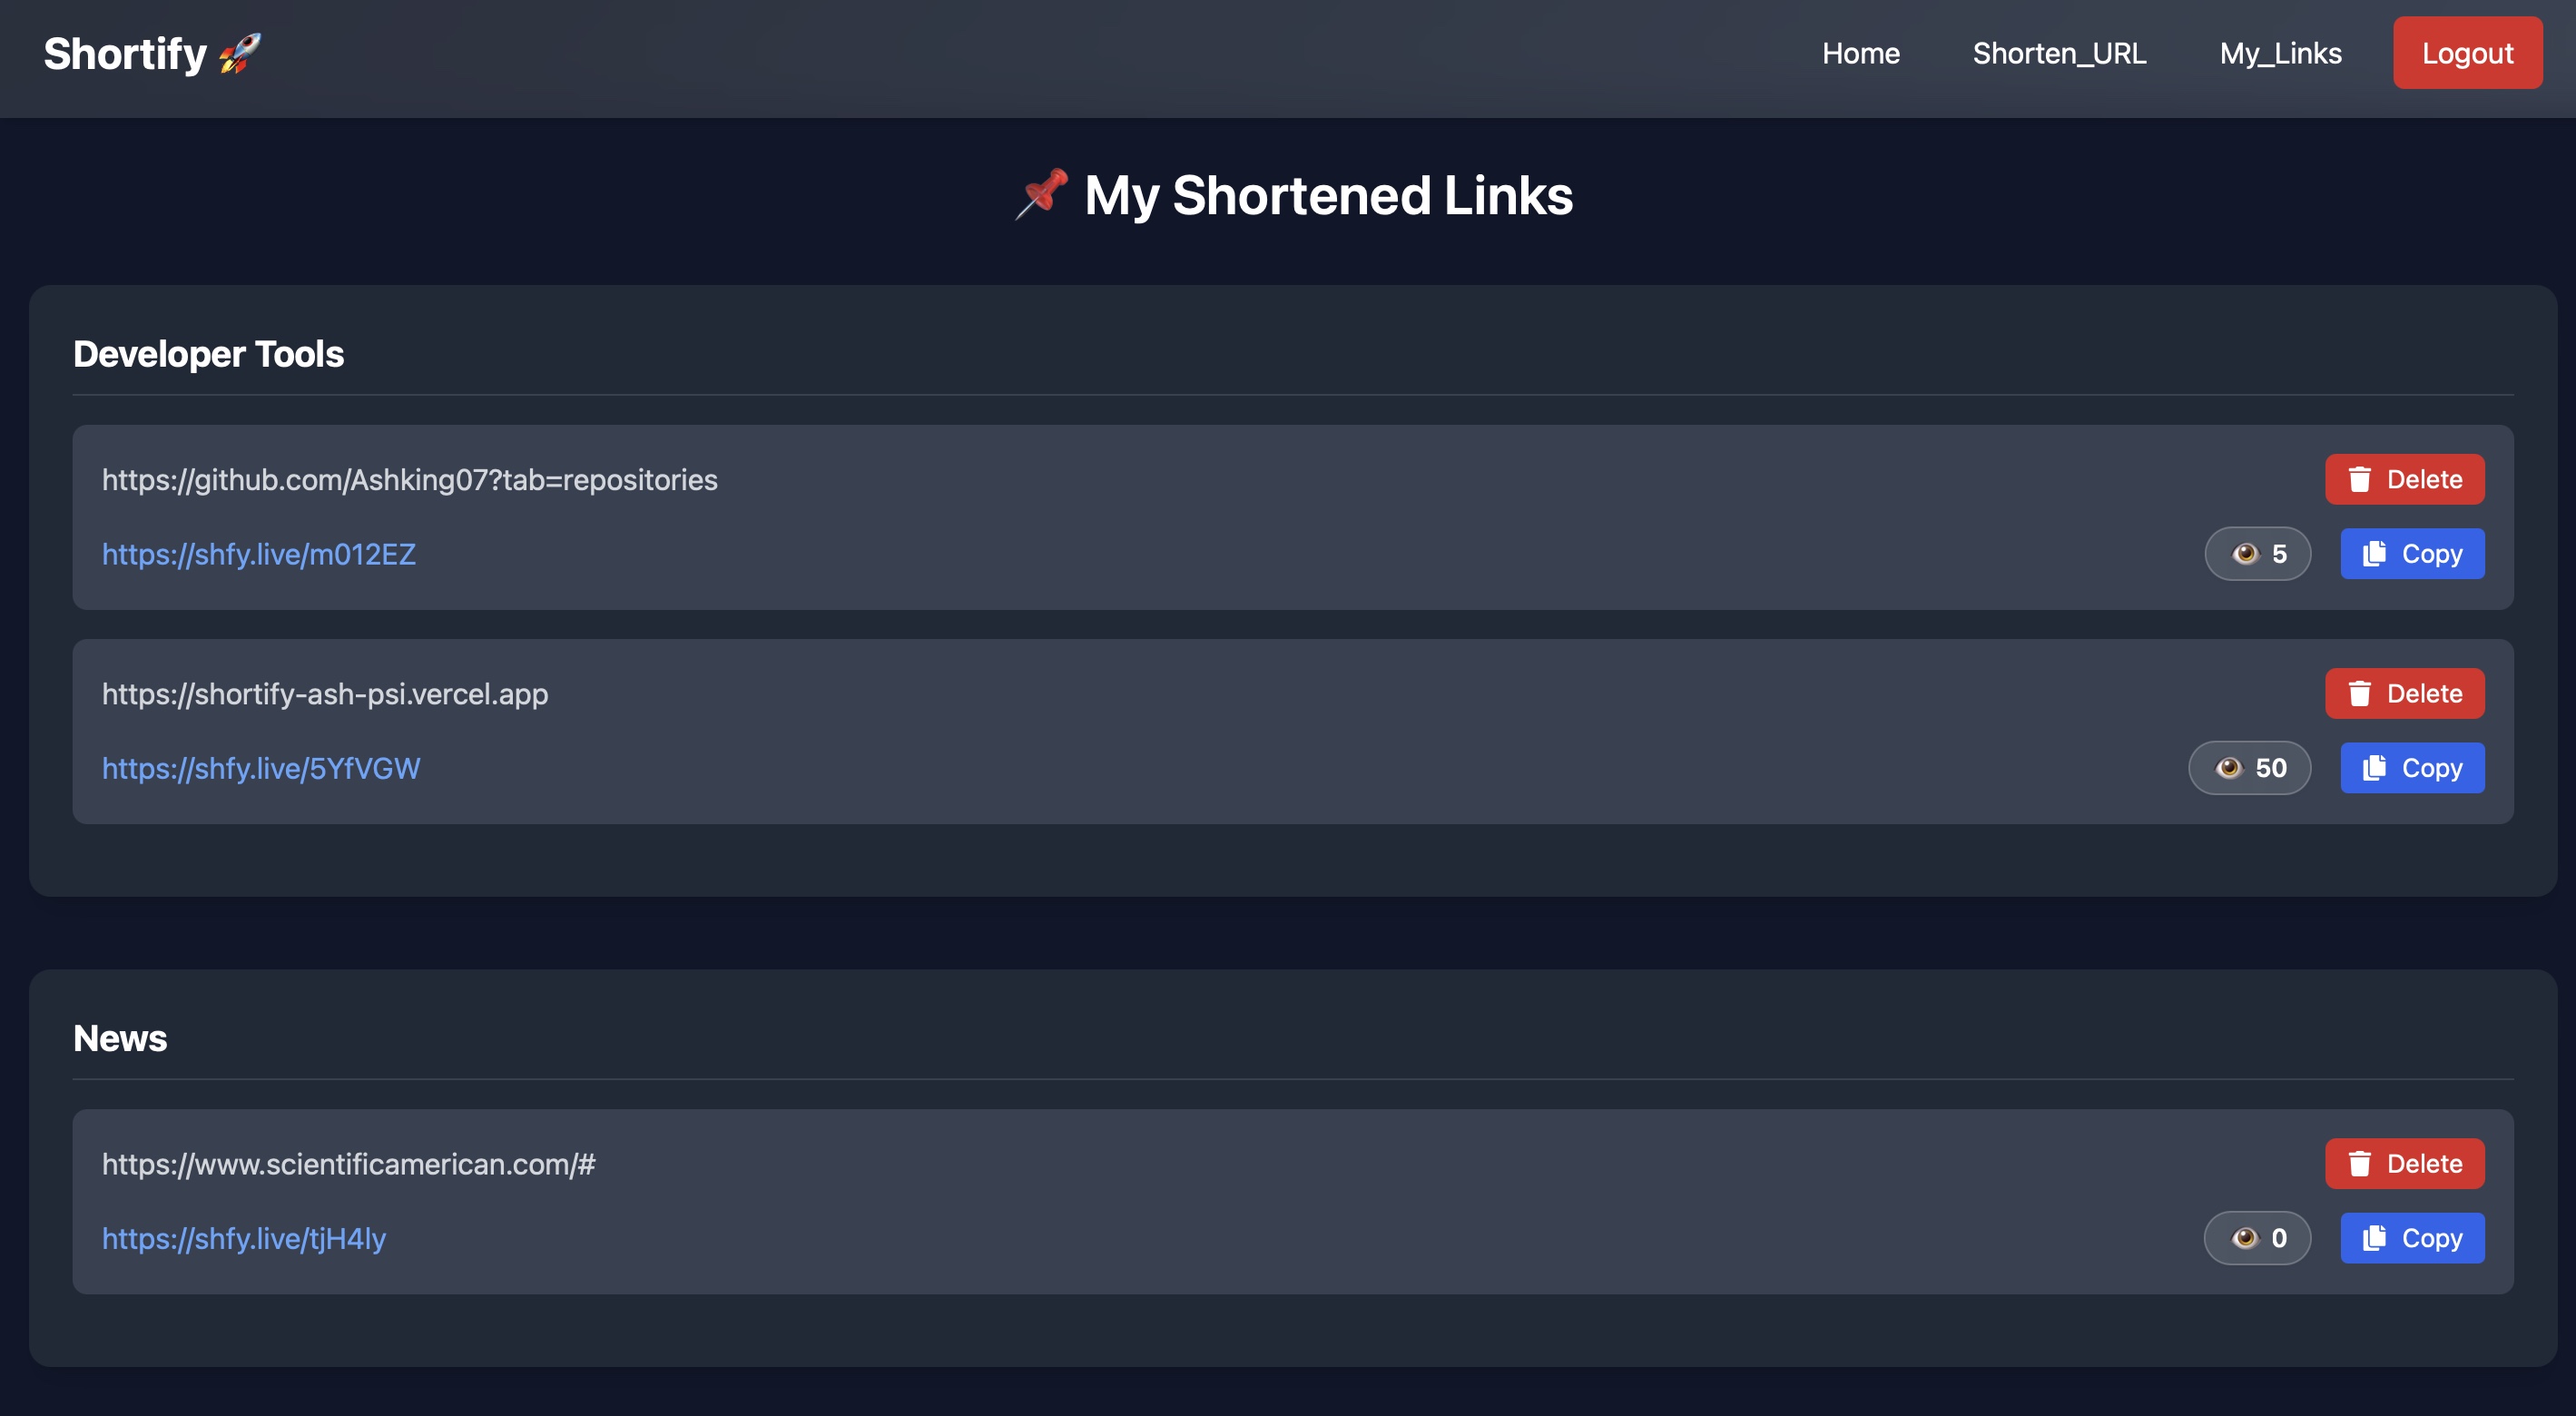 Shortify 🚀
Home Shorten_URL My_Links Logout
📌 My Shortened Links
Developer Tools
https://github.com/Ashking07?tab=repositories Delete
https://shfy.live/m012EZ 👁️ 5 Copy
https://shortify-ash-psi.vercel.app Delete
https://shfy.live/5YfVGW 👁️ 50 Copy
News
https://www.scientificamerican.com/# Delete
https://shfy.live/tjH4ly 👁️ 0 Copy